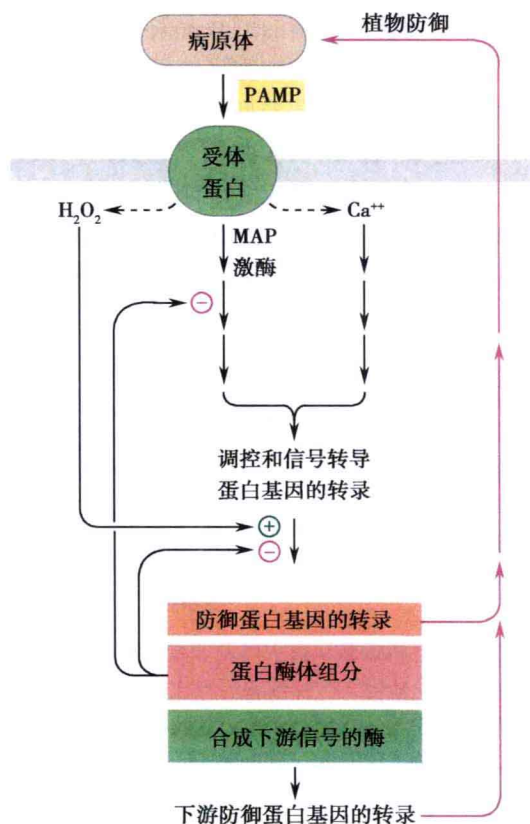 植物防御
病原体
PAMP
受体
蛋白
H₂O₂
Ca⁺⁺
MAP
激酶
−
调控和信号转导
蛋白基因的转录
+
−
防御蛋白基因的转录
蛋白酶体组分
合成下游信号的酶
下游防御蛋白基因的转录